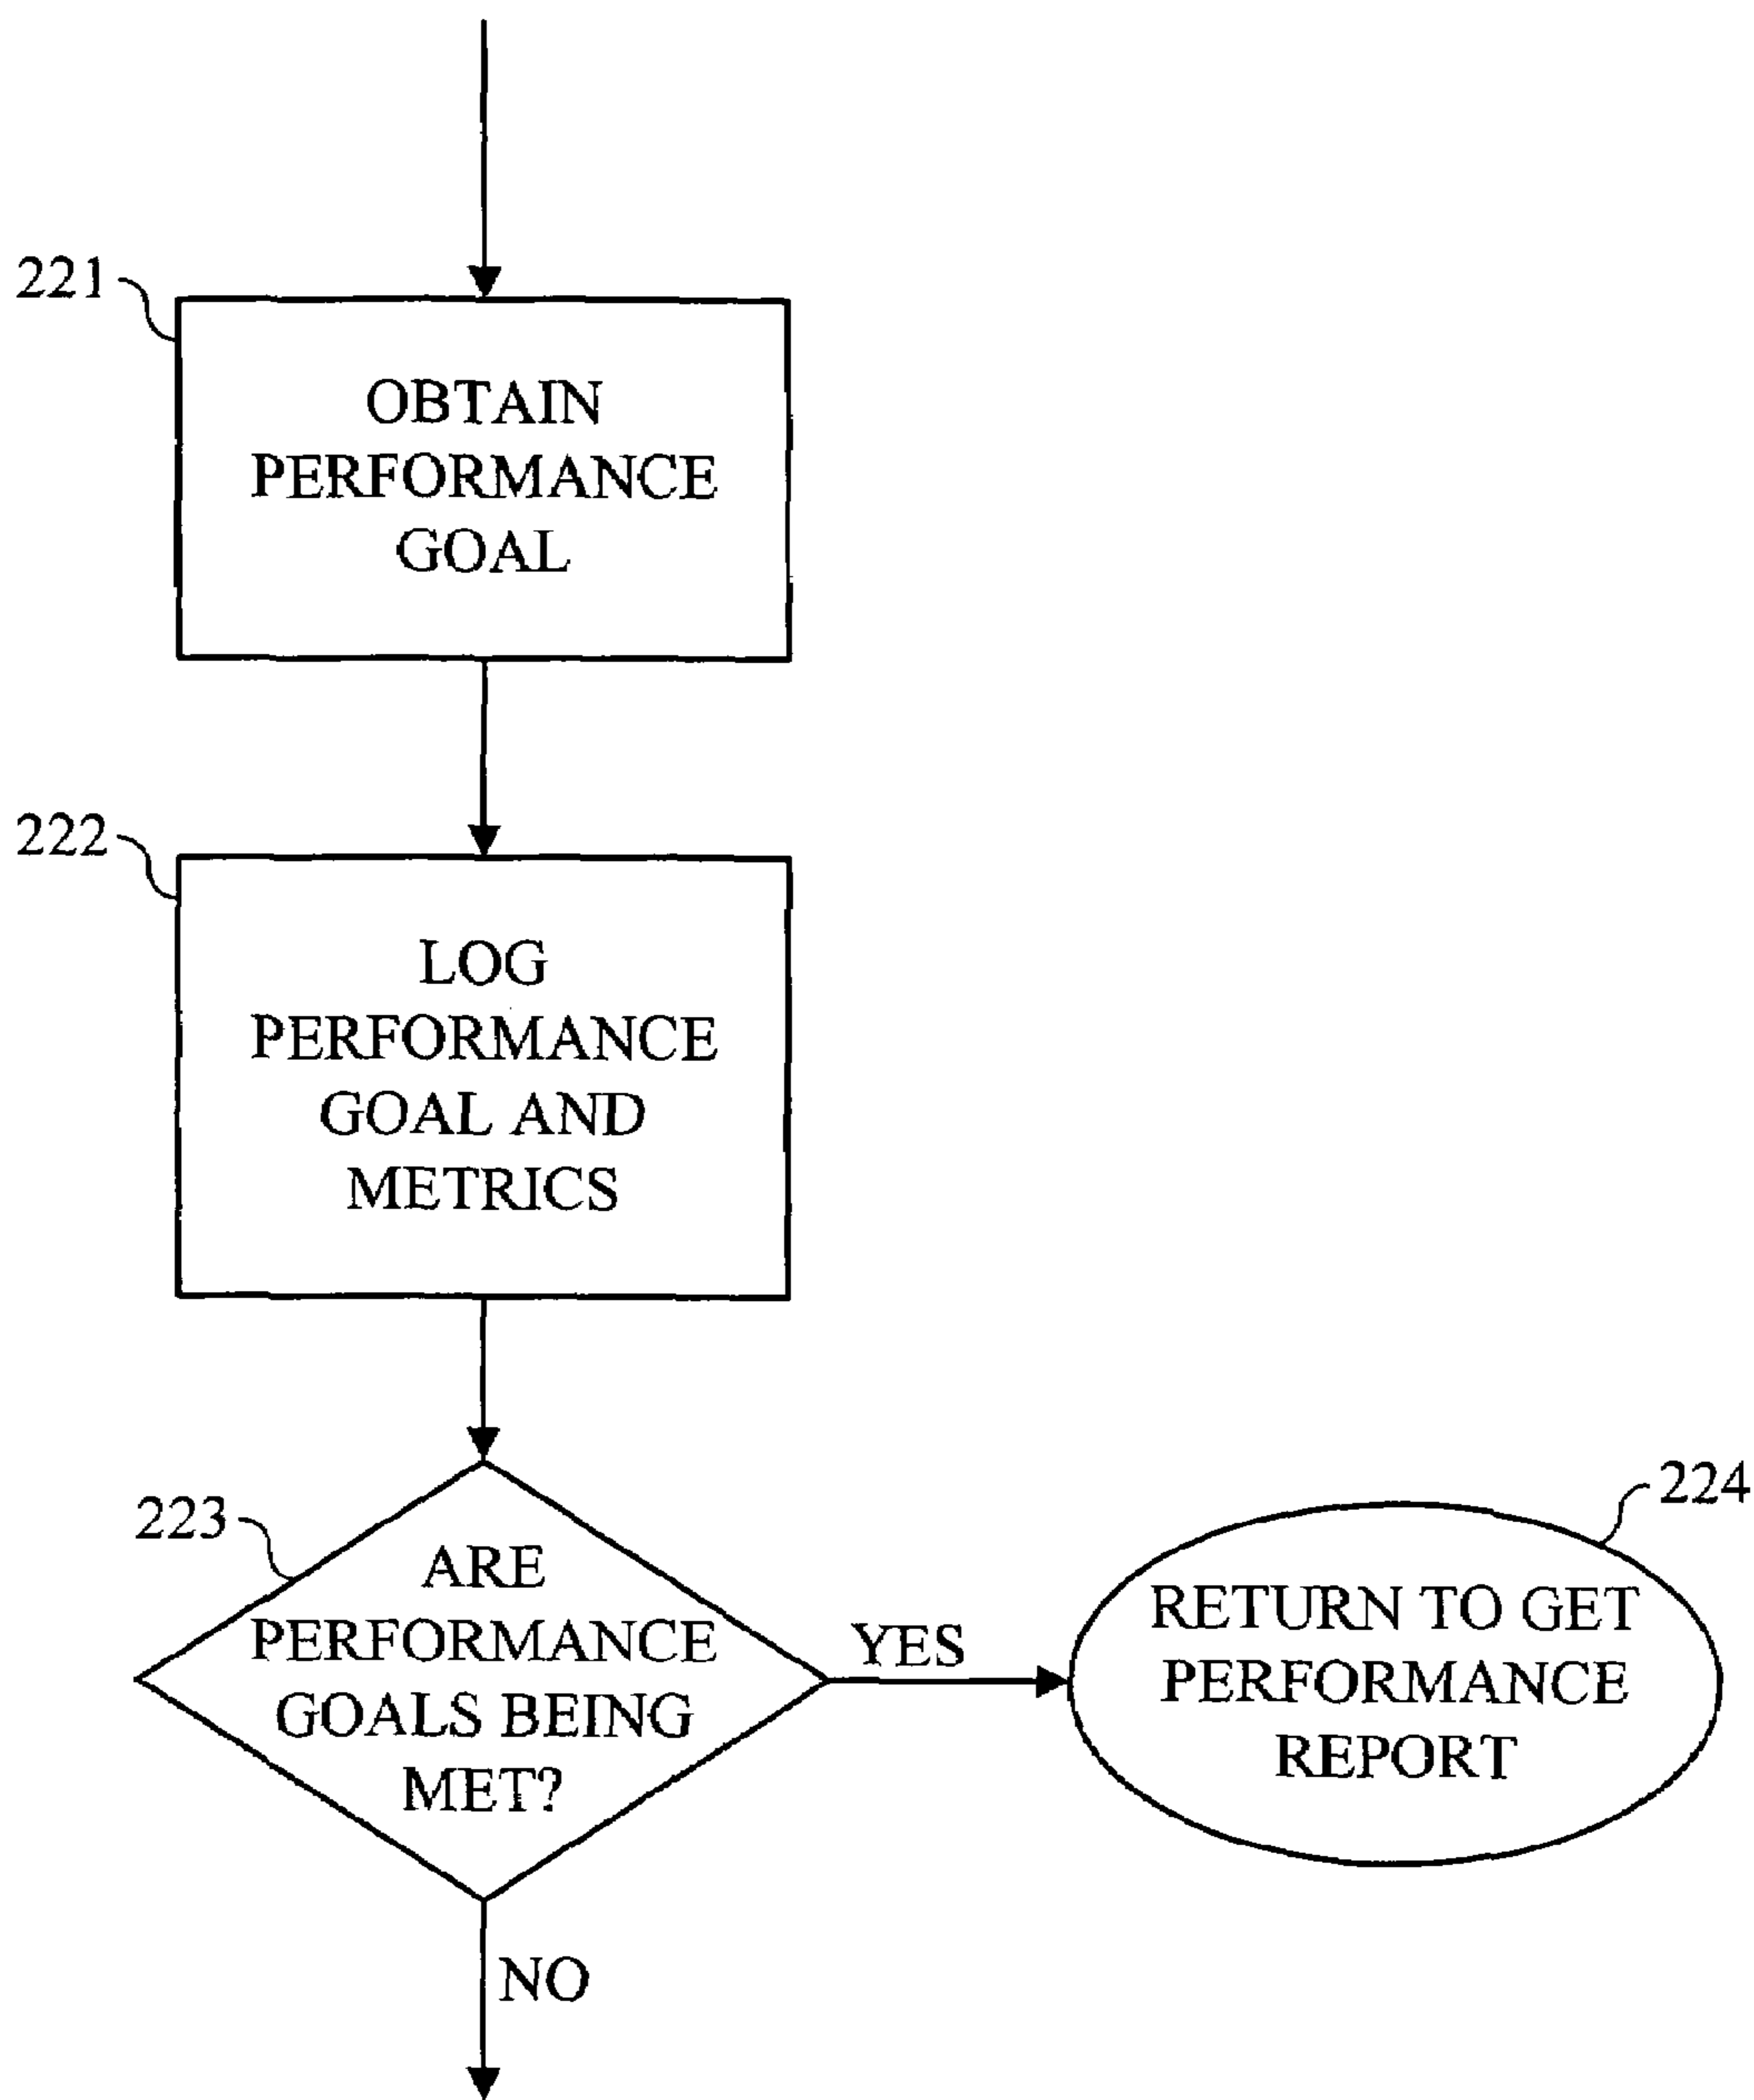 221
OBTAIN
PERFORMANCE
GOAL
222
LOG
PERFORMANCE
GOAL AND
METRICS
223
ARE
PERFORMANCE
GOALS BEING
MET?
YES
224
RETURN TO GET
PERFORMANCE
REPORT
NO